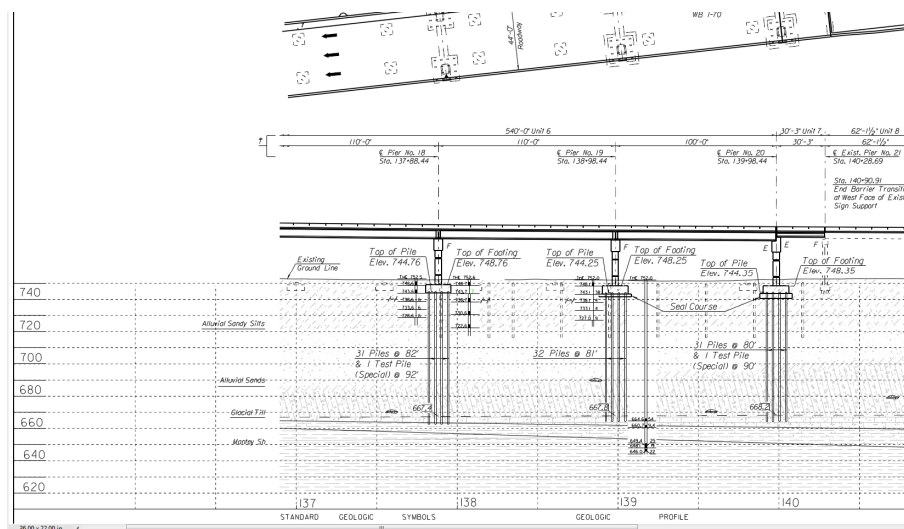 WB I-70
44'-0"
Roadway
540'-0" Unit 6
30'-3" Unit 7
62'-1½" Unit 8
110'-0"
110'-0"
100'-0"
30'-3"
62'-1½"
℄ Pier No. 18
Sta. 137+88.44
℄ Pier No. 19
Sta. 138+98.44
℄ Pier No. 20
Sta. 139+98.44
℄ Exist. Pier No. 21
Sta. 140+28.69
Sta. 140+90.91
End Barrier Transiti
at West Face of Exist
Sign Support
F
F
E
E
F
Existing
Ground Line
Top of Pile
Elev. 744.76
Top of Footing
Elev. 748.76
Top of Pile
Elev. 744.25
Top of Footing
Elev. 748.25
Top of Pile
Elev. 744.35
Top of Footing
Elev. 748.35
Seal Course
740
720
700
680
660
640
620
Alluvial Sandy Silts
Alluvial Sands
Glacial Till
31 Piles @ 82'
& 1 Test Pile
(Special) @ 92'
32 Piles @ 81'
31 Piles @ 80'
& 1 Test Pile
(Special) @ 90'
667.4
668.2
137
138
139
140
STANDARD GEOLOGIC SYMBOLS
GEOLOGIC PROFILE
36.00 x 22.00 in